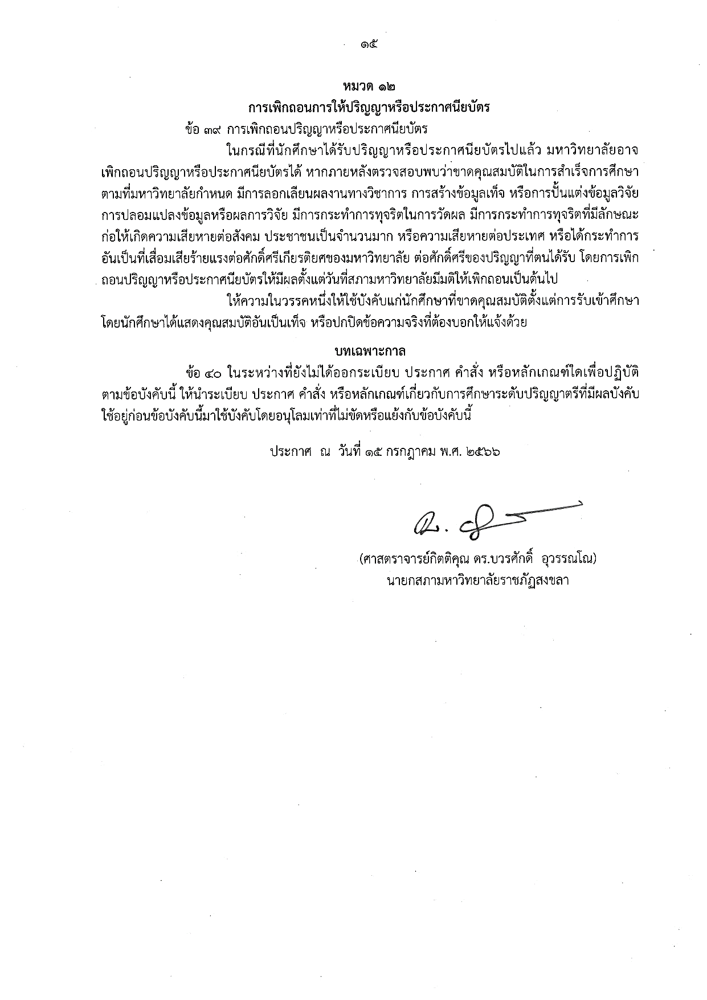 ๑๕
หมวด ๑๒
การเพิกถอนการให้ปริญญาหรือประกาศนียบัตร
ข้อ ๓๙ การเพิกถอนปริญญาหรือประกาศนียบัตร
ในกรณีที่นักศึกษาได้รับปริญญาหรือประกาศนียบัตรไปแล้ว มหาวิทยาลัยอาจ
เพิกถอนปริญญาหรือประกาศนียบัตรได้ หากภายหลังตรวจสอบพบว่าขาดคุณสมบัติในการสำเร็จการศึกษา
ตามที่มหาวิทยาลัยกำหนด มีการลอกเลียนผลงานทางวิชาการ การสร้างข้อมูลเท็จ หรือการปั้นแต่งข้อมูลวิจัย
การปลอมแปลงข้อมูลหรือผลการวิจัย มีการกระทำการทุจริตในการวัดผล มีการกระทำการทุจริตที่มีลักษณะ
ก่อให้เกิดความเสียหายต่อสังคม ประชาชนเป็นจำนวนมาก หรือความเสียหายต่อประเทศ หรือได้กระทำการ
อันเป็นที่เสื่อมเสียร้ายแรงต่อศักดิ์ศรีเกียรติยศของมหาวิทยาลัย ต่อศักดิ์ศรีของปริญญาที่ตนได้รับ โดยการเพิก
ถอนปริญญาหรือประกาศนียบัตรให้มีผลตั้งแต่วันที่สภามหาวิทยาลัยมีมติให้เพิกถอนเป็นต้นไป
ให้ความในวรรคหนึ่งให้ใช้บังคับแก่นักศึกษาที่ขาดคุณสมบัติตั้งแต่การรับเข้าศึกษา
โดยนักศึกษาได้แสดงคุณสมบัติอันเป็นเท็จ หรือปกปิดข้อความจริงที่ต้องบอกให้แจ้งด้วย
บทเฉพาะกาล
ข้อ ๔๐ ในระหว่างที่ยังไม่ได้ออกระเบียบ ประกาศ คำสั่ง หรือหลักเกณฑ์ใดเพื่อปฏิบัติ
ตามข้อบังคับนี้ ให้นำระเบียบ ประกาศ คำสั่ง หรือหลักเกณฑ์เกี่ยวกับการศึกษาระดับปริญญาตรีที่มีผลบังคับ
ใช้อยู่ก่อนข้อบังคับนี้มาใช้บังคับโดยอนุโลมเท่าที่ไม่ขัดหรือแย้งกับข้อบังคับนี้
ประกาศ ณ วันที่ ๑๕ กรกฎาคม พ.ศ. ๒๕๖๖
(ศาสตราจารย์กิตติคุณ ดร.บวรศักดิ์ อุวรรณโณ)
นายกสภามหาวิทยาลัยราชภัฏสงขลา